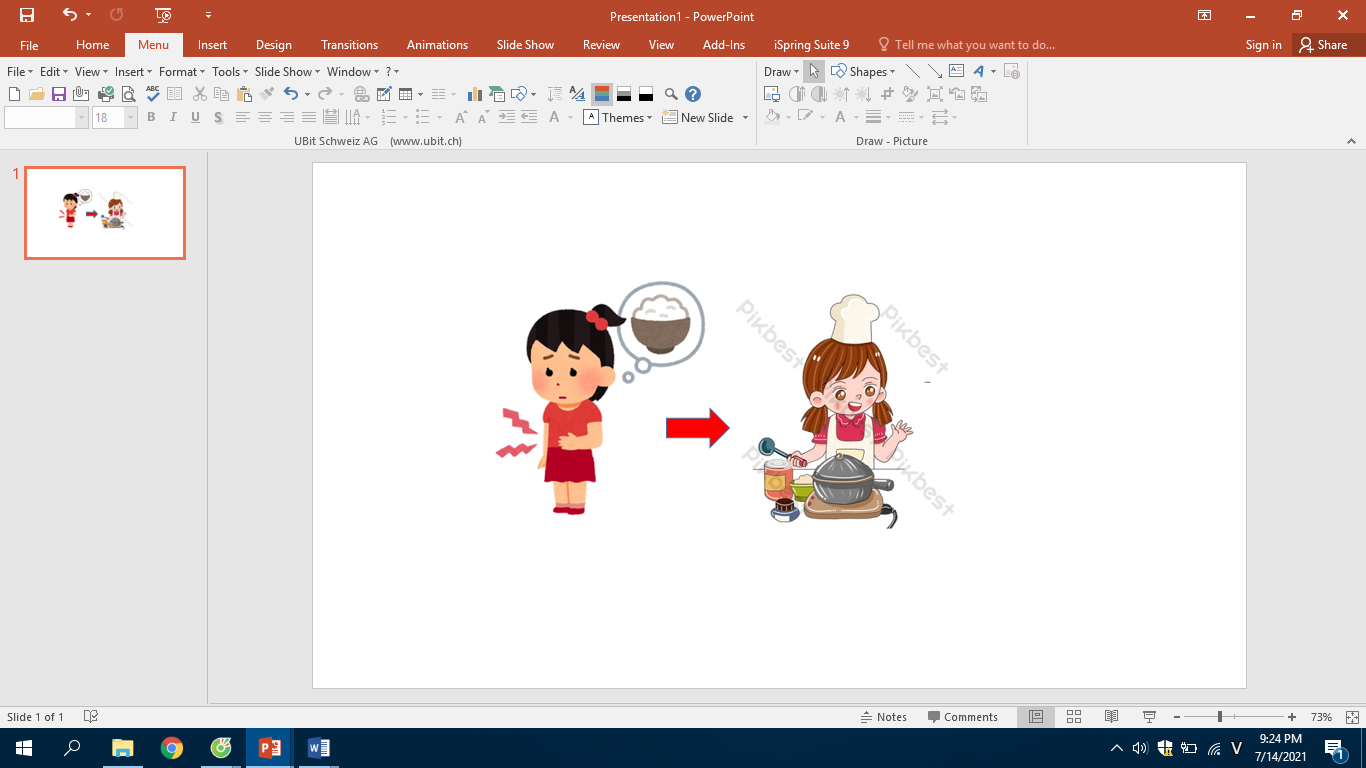 Presentation1 - PowerPoint
File Home Menu Insert Design Transitions Animations Slide Show Review View Add-Ins iSpring Suite 9 Tell me what you want to do... Sign in Share
File Edit View Insert Format Tools Slide Show Window ? Draw Shapes
ABC
18 B I U S A A A Themes New Slide A
UBit Schweiz AG (www.ubit.ch) Draw - Picture
1
Pikbest Pikbest
Pikbest
Slide 1 of 1 Notes Comments 73%
9:24 PM
V
7/14/2021 1